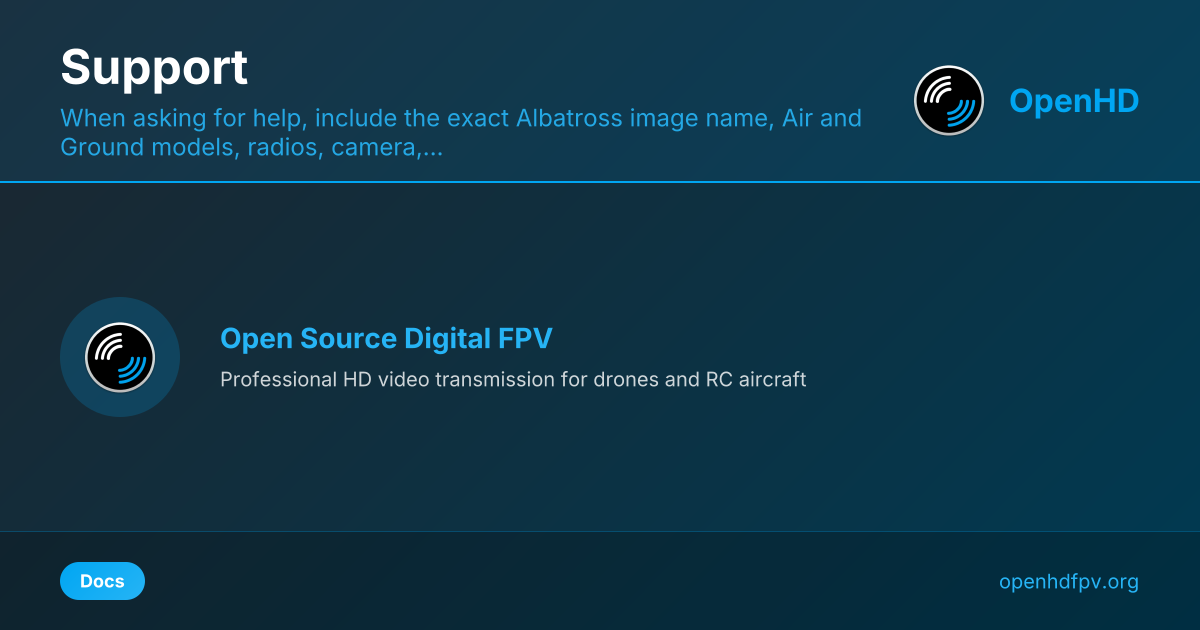 Support
When asking for help, include the exact Albatross image name, Air and
Ground models, radios, camera,...
OpenHD
Open Source Digital FPV
Professional HD video transmission for drones and RC aircraft
Docs
openhdfpv.org